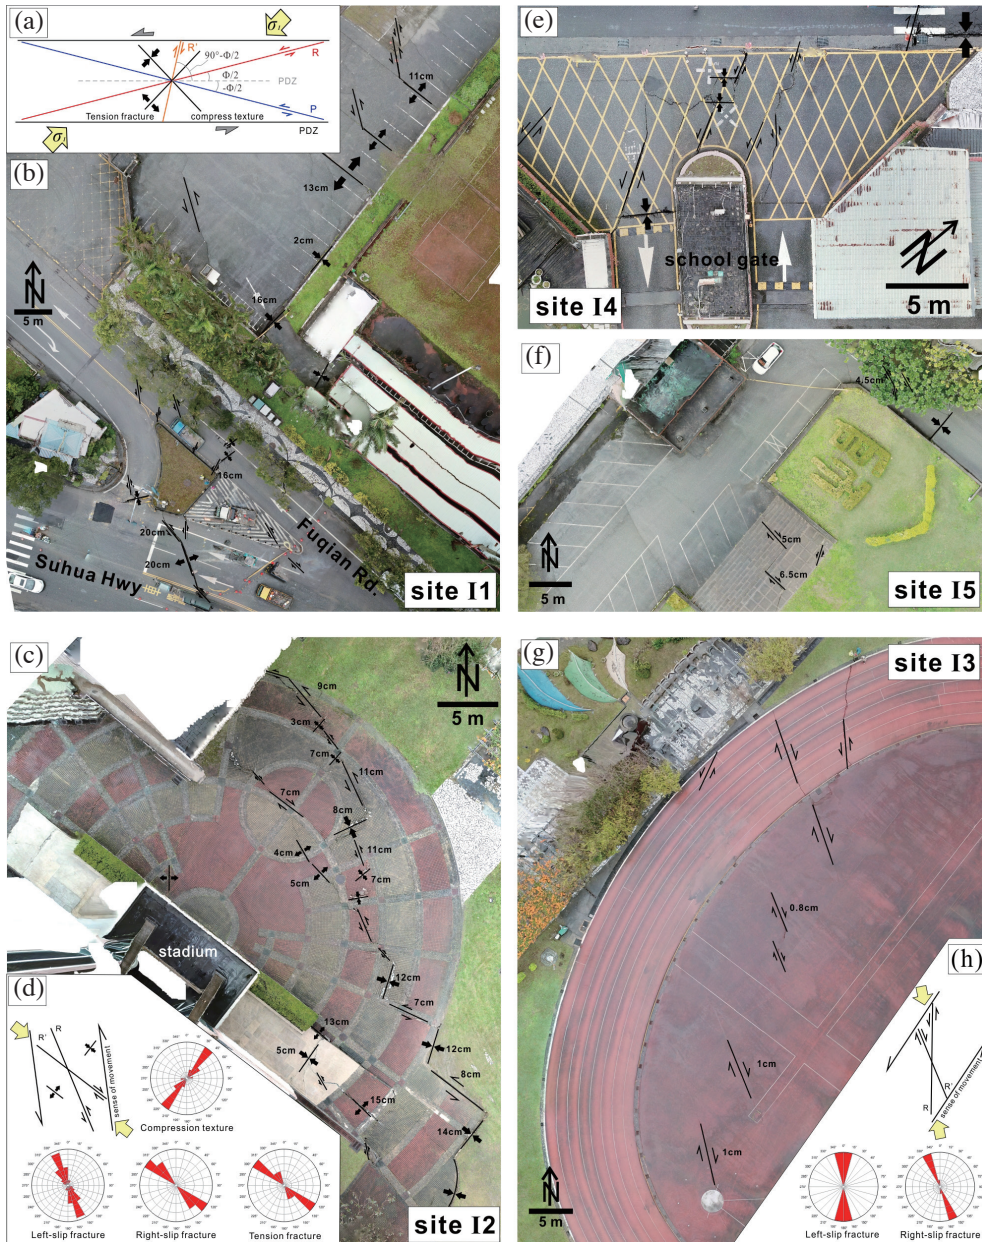 (a)
σ₁
R'
90°-Φ/2
R
Φ/2
PDZ
-Φ/2
P
σ₁
Tension fracture
compress texture
PDZ
(b)
11cm
13cm
2cm
16cm
N
5 m
16cm
20cm
20cm
Suhua Hwy
Fuqian Rd.
site I1
(c)
N
5 m
9cm
3cm
7cm
11cm
7cm
8cm
4cm
11cm
5cm
7cm
stadium
12cm
7cm
13cm
5cm
12cm
8cm
15cm
14cm
site I2
(d)
R
R'
sense of movement
Compression texture
Left-slip fracture
Right-slip fracture
Tension fracture
(e)
school gate
N
5 m
site I4
(f)
4.5cm
5cm
6.5cm
N
5 m
site I5
(g)
site I3
0.8cm
1cm
1cm
N
5 m
(h)
R
R'
sense of movement
Left-slip fracture
Right-slip fracture